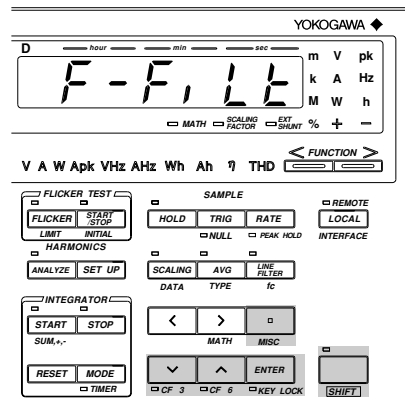 YOKOGAWA
D hour min sec m V pk
F-FiLt k A Hz
M W h
MATH SCALING FACTOR EXT SHUNT % + −
V A W Apk VHz AHz Wh Ah η THD < FUNCTION >
FLICKER TEST SAMPLE
REMOTE
FLICKER START /STOP HOLD TRIG RATE LOCAL
LIMIT INITIAL NULL PEAK HOLD INTERFACE
HARMONICS
ANALYZE SET UP SCALING AVG LINE FILTER
DATA TYPE fc
INTEGRATOR
START STOP < >
SUM,+,- MATH MISC
RESET MODE ENTER
TIMER CF 3 CF 6 KEY LOCK SHIFT